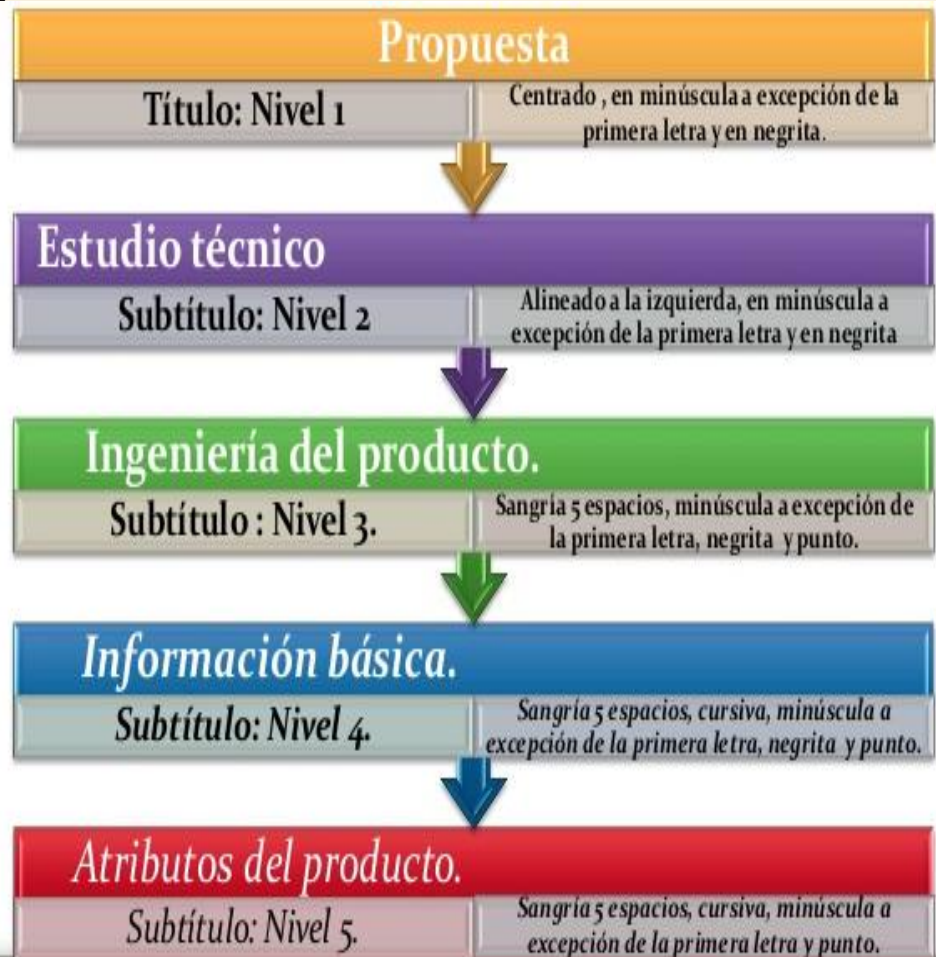 Propuesta
Título: Nivel 1
Centrado , en minúscula a excepción de la
primera letra y en negrita.
Estudio técnico
Subtítulo: Nivel 2
Alineado a la izquierda, en minúscula a
excepción de la primera letra y en negrita
Ingeniería del producto.
Subtítulo : Nivel 3.
Sangría 5 espacios, minúscula a excepción de
la primera letra, negrita y punto.
Información básica.
Subtítulo: Nivel 4.
Sangría 5 espacios, cursiva, minúscula a
excepción de la primera letra, negrita y punto.
Atributos del producto.
Subtítulo: Nivel 5.
Sangría 5 espacios, cursiva, minúscula a
excepción de la primera letra y punto.